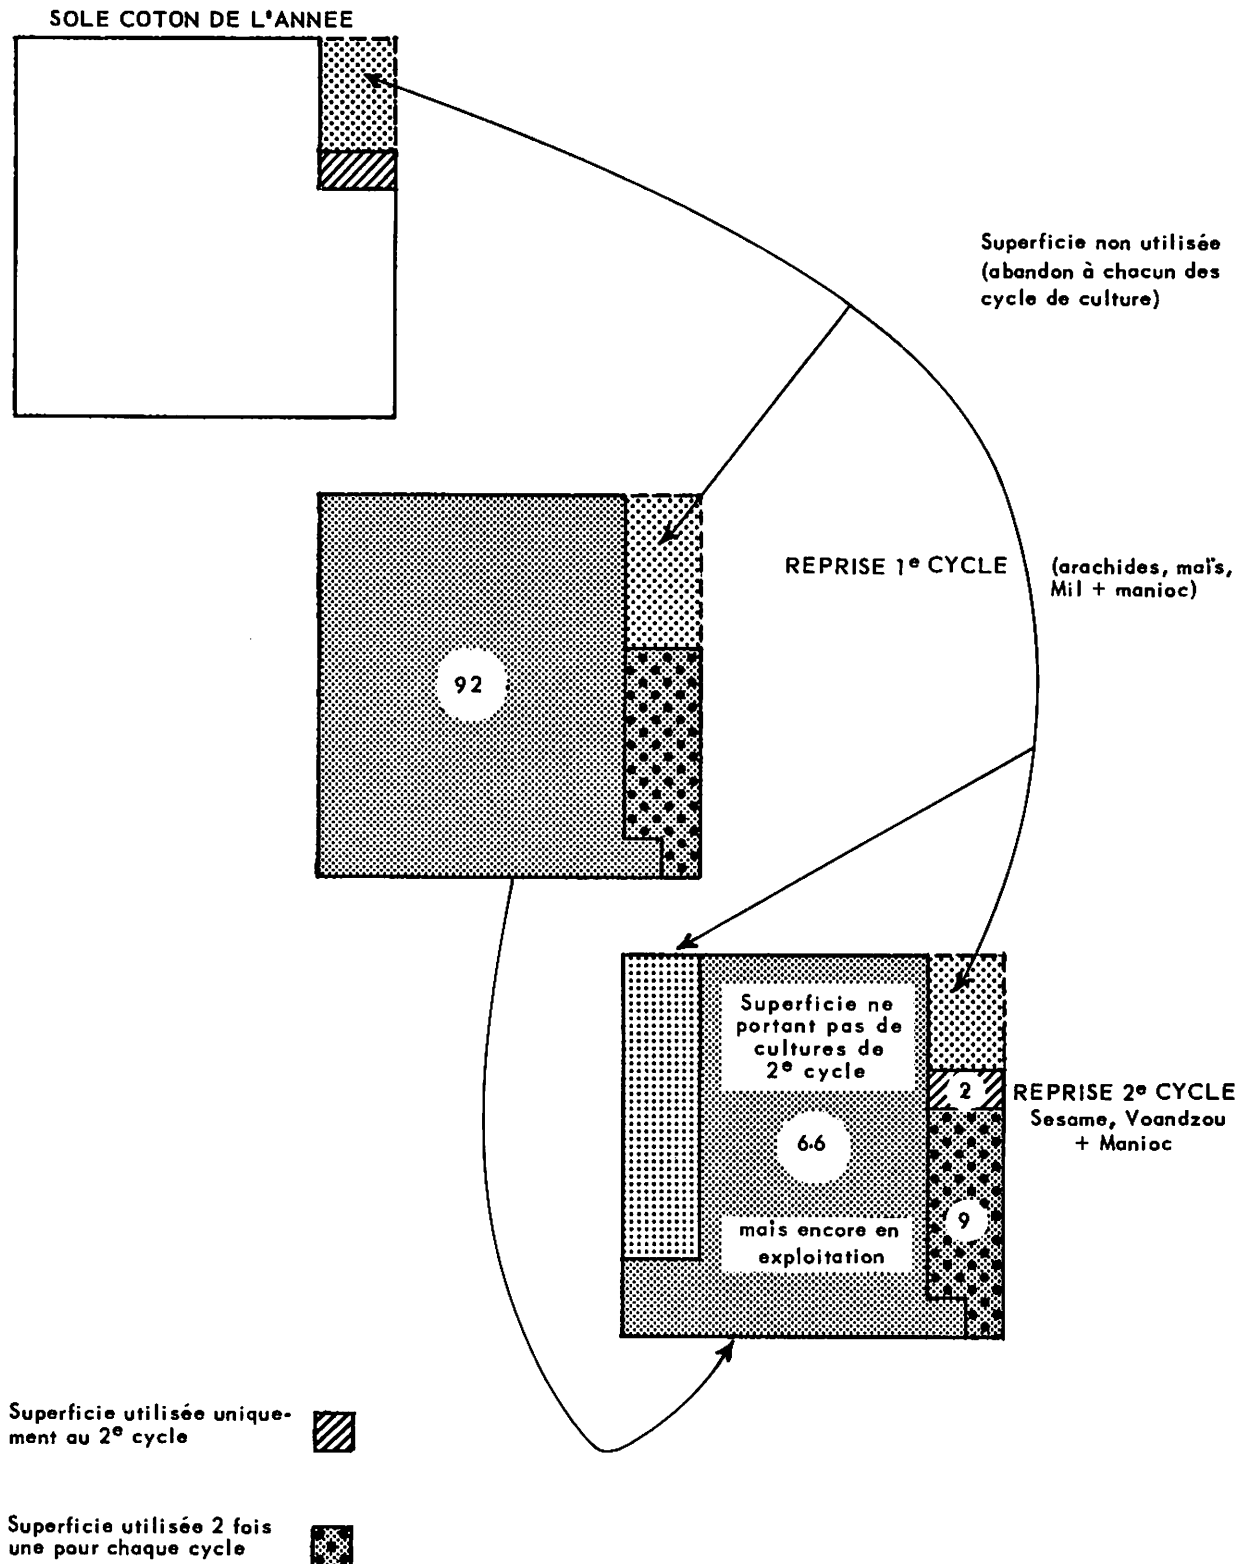 SOLE COTON DE L'ANNEE
Superficie non utilisée
(abandon à chacun des
cycle de culture)
REPRISE 1e CYCLE
(arachides, maïs,
Mil + manioc)
92
Superficie ne
portant pas de
cultures de
2e cycle
6.6
mais encore en
exploitation
2
9
REPRISE 2e CYCLE
Sesame, Voandzou
+ Manioc
Superficie utilisée unique-
ment au 2e cycle
Superficie utilisée 2 fois
une pour chaque cycle